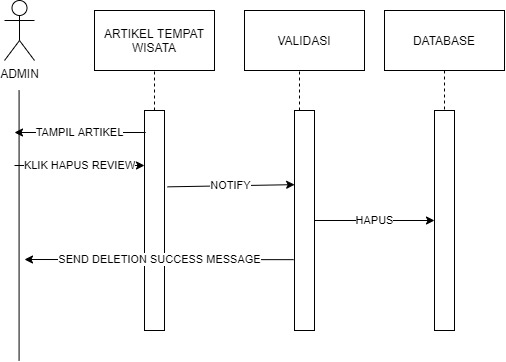 ARTIKEL TEMPAT
WISATA
VALIDASI
DATABASE
ADMIN
TAMPIL ARTIKEL
KLIK HAPUS REVIEW
NOTIFY
HAPUS
SEND DELETION SUCCESS MESSAGE